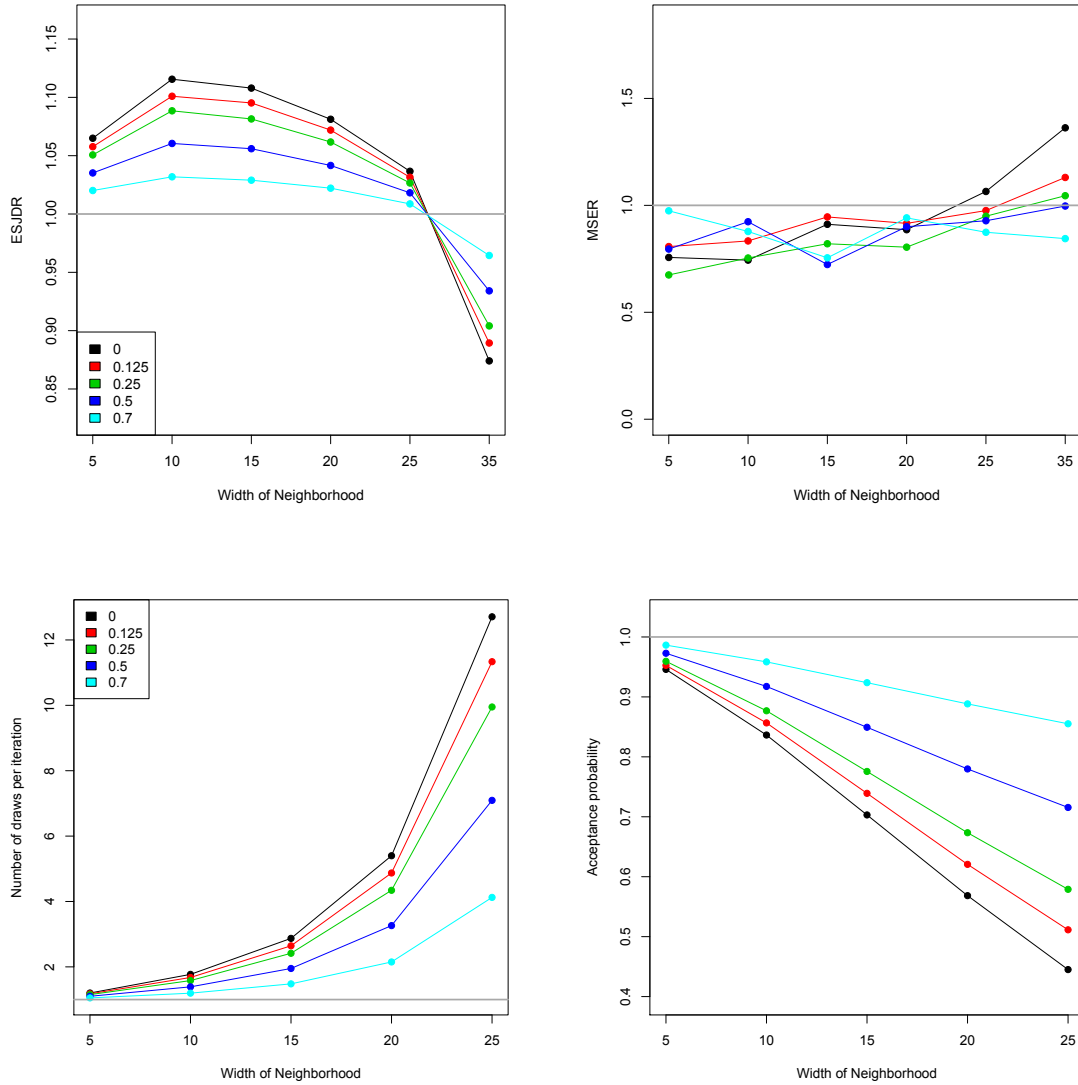 ESJDR
1.15
1.10
1.05
1.00
0.95
0.90
0.85
0
0.125
0.25
0.5
0.7
5 10 15 20 25 35
Width of Neighborhood
MSER
1.5
1.0
0.5
0.0
5 10 15 20 25 35
Width of Neighborhood
Number of draws per iteration
12
10
8
6
4
2
0
0.125
0.25
0.5
0.7
5 10 15 20 25
Width of Neighborhood
Acceptance probability
1.0
0.9
0.8
0.7
0.6
0.5
0.4
5 10 15 20 25
Width of Neighborhood